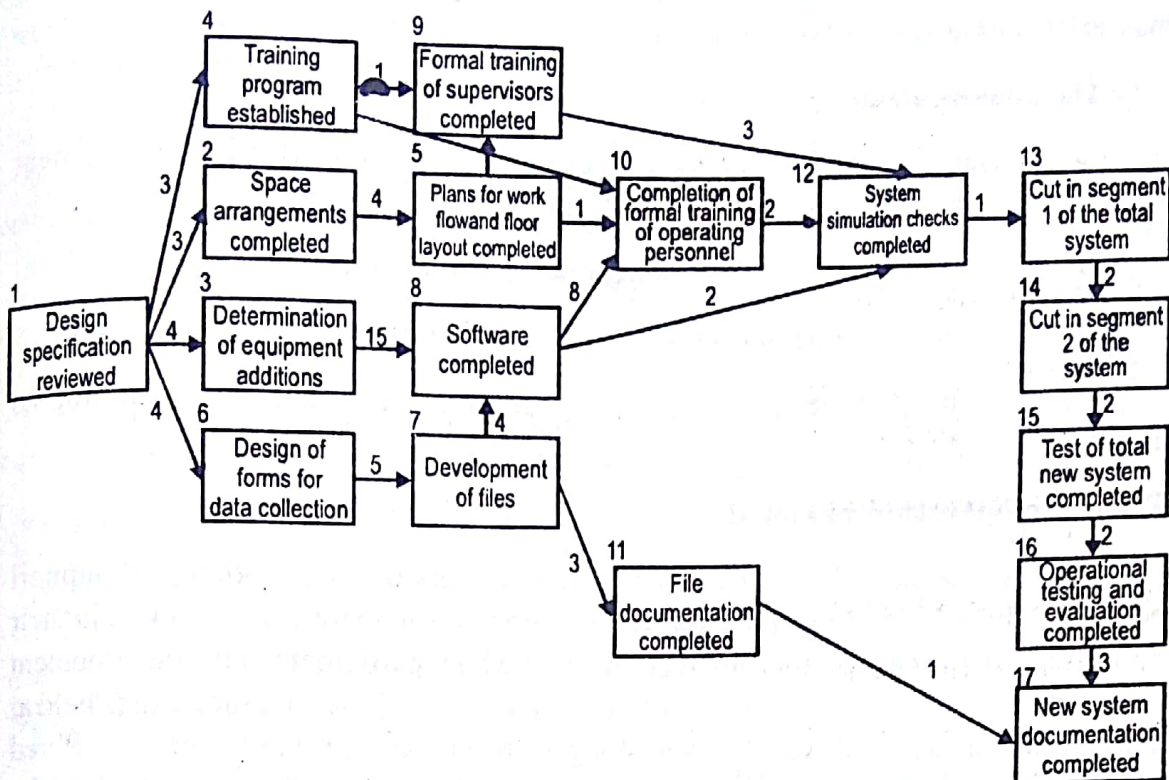 4
Training
program
established
1
9
Formal training
of supervisors
completed
3
3
2
Space
arrangements
completed
4
5
Plans for work
flowand floor
layout completed
1
10
Completion of
formal training
of operating
personnel
2
12
System
simulation checks
completed
1
13
Cut in segment
1 of the total
system
2
3
1
Design
specification
reviewed
4
3
Determination
of equipment
additions
15
8
Software
completed
8
2
14
Cut in segment
2 of the
system
2
4
6
Design of
forms for
data collection
5
7
Development
of files
4
15
Test of total
new system
completed
2
3
11
File
documentation
completed
1
16
Operational
testing and
evaluation
completed
3
17
New system
documentation
completed